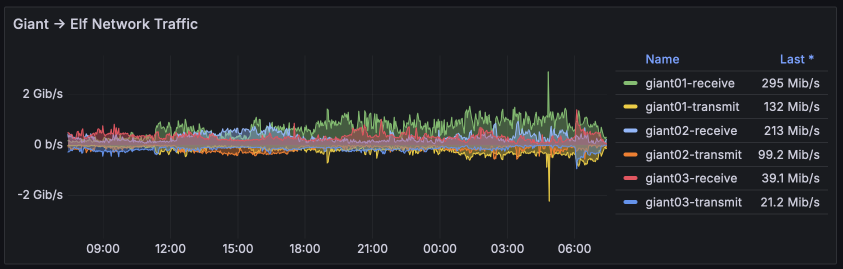 Giant → Elf Network Traffic
Name Last *
2 Gib/s
0 b/s
-2 Gib/s
giant01-receive 295 Mib/s
giant01-transmit 132 Mib/s
giant02-receive 213 Mib/s
giant02-transmit 99.2 Mib/s
giant03-receive 39.1 Mib/s
giant03-transmit 21.2 Mib/s
09:00 12:00 15:00 18:00 21:00 00:00 03:00 06:00